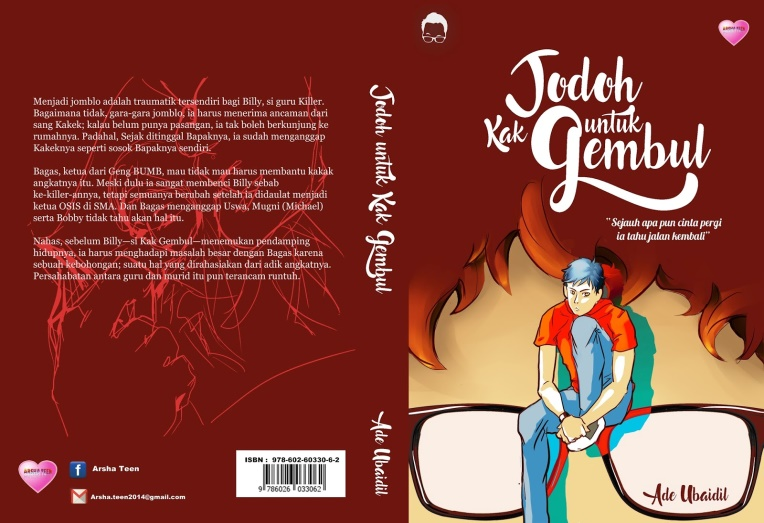 Menjadi jomblo adalah traumatik tersendiri bagi Billy, si guru Killer.
Bagaimana tidak, gara-gara jomblo, ia harus menerima ancaman dari
sang Kakek; kalau belum punya pasangan, ia tak boleh berkunjung ke
rumahnya. Padahal, Sejak ditinggal Bapaknya, ia sudah menganggap
Kakeknya seperti sosok Bapaknya sendiri.
Bagas, ketua dari Geng BUMB, mau tidak mau harus membantu kakak
angkatnya itu. Meski dulu ia sangat membenci Billy sebab
ke-killer-annya, tetapi semuanya berubah setelah ia didaulat menjadi
ketua OSIS di SMA. Dan Bagas menganggap Uswa, Mugni (Michael)
serta Bobby tidak tahu akan hal itu.
Nahas, sebelum Billy—si Kak Gembul—menemukan pendamping
hidupnya, ia harus menghadapi masalah besar dengan Bagas karena
sebuah kebohongan; suatu hal yang dirahasiakan dari adik angkatnya.
Persahabatan antara guru dan murid itu pun terancam runtuh.
ARSHA TEEN
Arsha Teen
Arsha.teen2014@gmail.com
ISBN : 978-602-60330-6-2
9 786026 033062
Jodoh untuk Kak Gembul
Ade Ubaidil
ARSHA TEEN
Jodoh
untuk
Kak Gembul
"Sejauh apa pun cinta pergi
ia tahu jalan kembali"
Ade Ubaidil